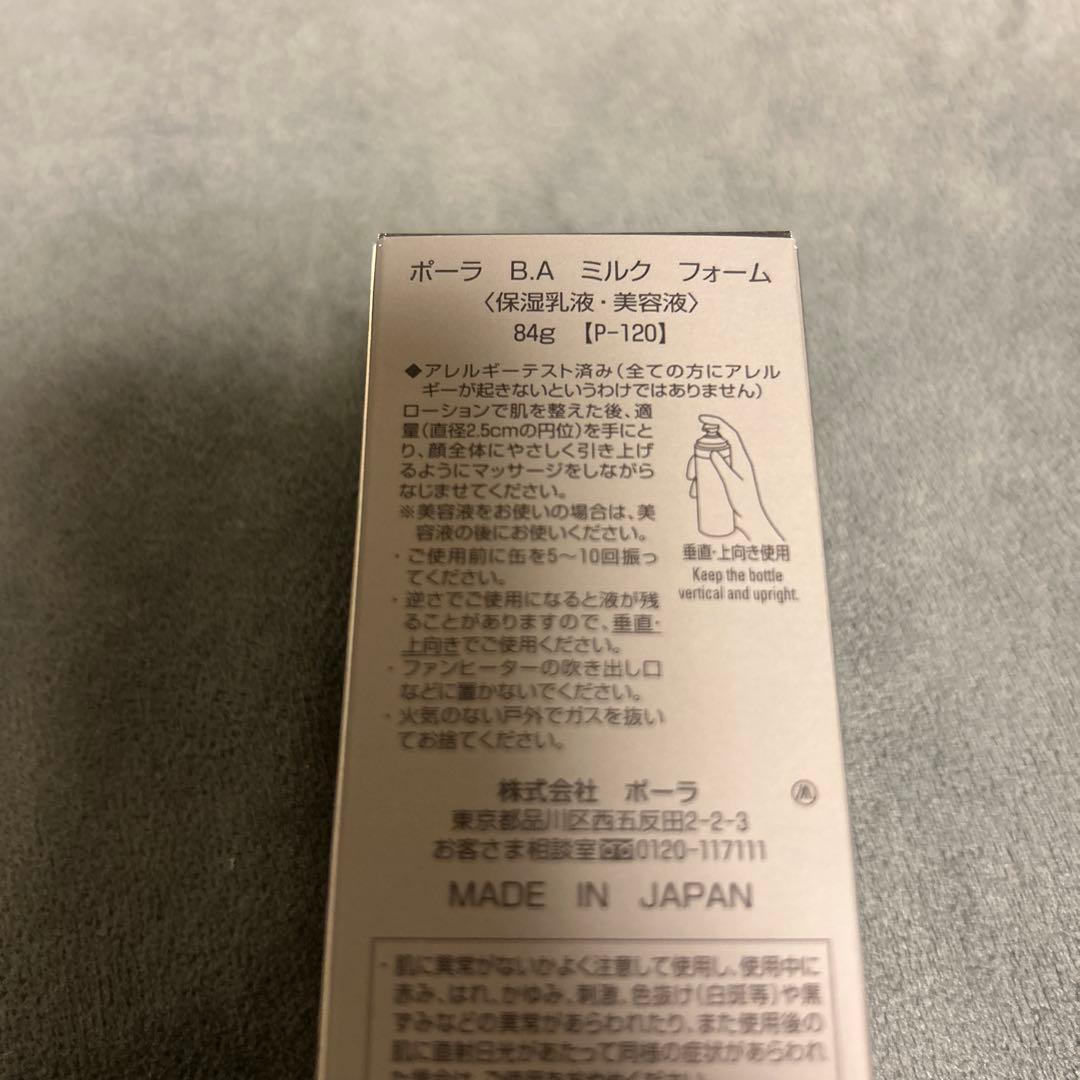 ポーラ B.A ミルク フォーム
〈保湿乳液・美容液〉
84g 【P-120】
◆アレルギーテスト済み(全ての方にアレル
ギーが起きないというわけではありません)
ローションで肌を整えた後、適
量(直径2.5cmの円位)を手にと
り、顔全体にやさしく引き上げ
るようにマッサージをしながら
なじませてください。
※美容液をお使いの場合は、美
容液の後にお使いください。
・ご使用前に缶を5〜10回振っ
てください。
・逆さでご使用になると液が残
ることがありますので、垂直・
上向きでご使用ください。
・ファンヒーターの吹き出し口
などに置かないでください。
・火気のない戸外でガスを抜い
てお捨てください。
垂直・上向き使用
Keep the bottle
vertical and upright.
株式会社 ポーラ
東京都品川区西五反田2-2-3
お客さま相談室0120-117111
MADE IN JAPAN
・肌に異常がないかよく注意して使用し、使用中に
赤み、はれ、かゆみ、刺激、色抜け(白斑等)や黒
ずみなどの異常があらわれたり、また使用後の
肌に直射日光があたって同様の症状があらわれ
た場合は、ご使用をおやめください。